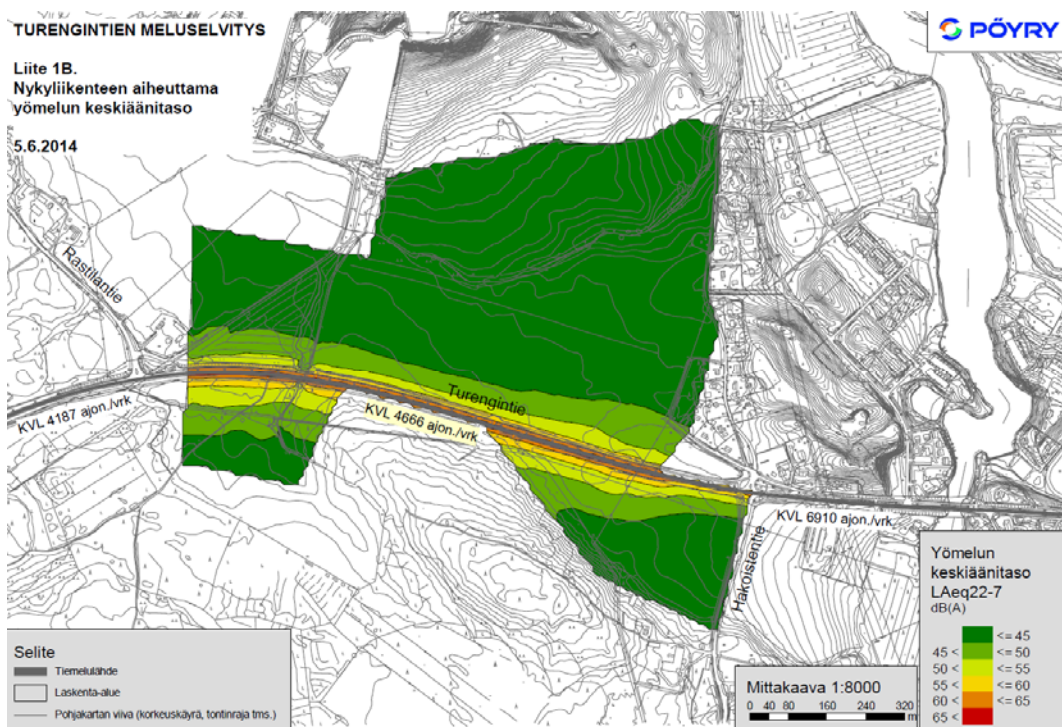 TURENGINTIEN MELUSELVITYS
PÖYRY
Liite 1B.
Nykyliikenteen aiheuttama
yömelun keskiäänitaso
5.6.2014
Rastilantie
Turengintie
KVL 4187 ajon./vrk
KVL 4666 ajon./vrk
KVL 6910 ajon./vrk
Hakoistentie
Yömelun
keskiäänitaso
LAeq22-7
dB(A)
<= 45
45 < <= 50
50 < <= 55
55 < <= 60
60 < <= 65
65 <
Selite
Tiemelulähde
Laskenta-alue
Pohjakartan viiva (korkeuskäyrä, tontinraja tms.)
Mittakaava 1:8000
0 40 80 160 240 320
m